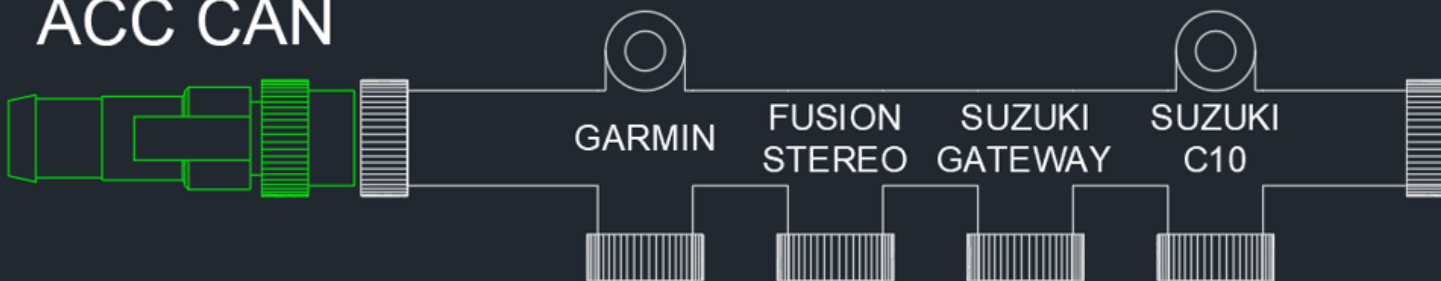 ACC CAN
GARMIN
FUSION
STEREO
SUZUKI
GATEWAY
SUZUKI
C10